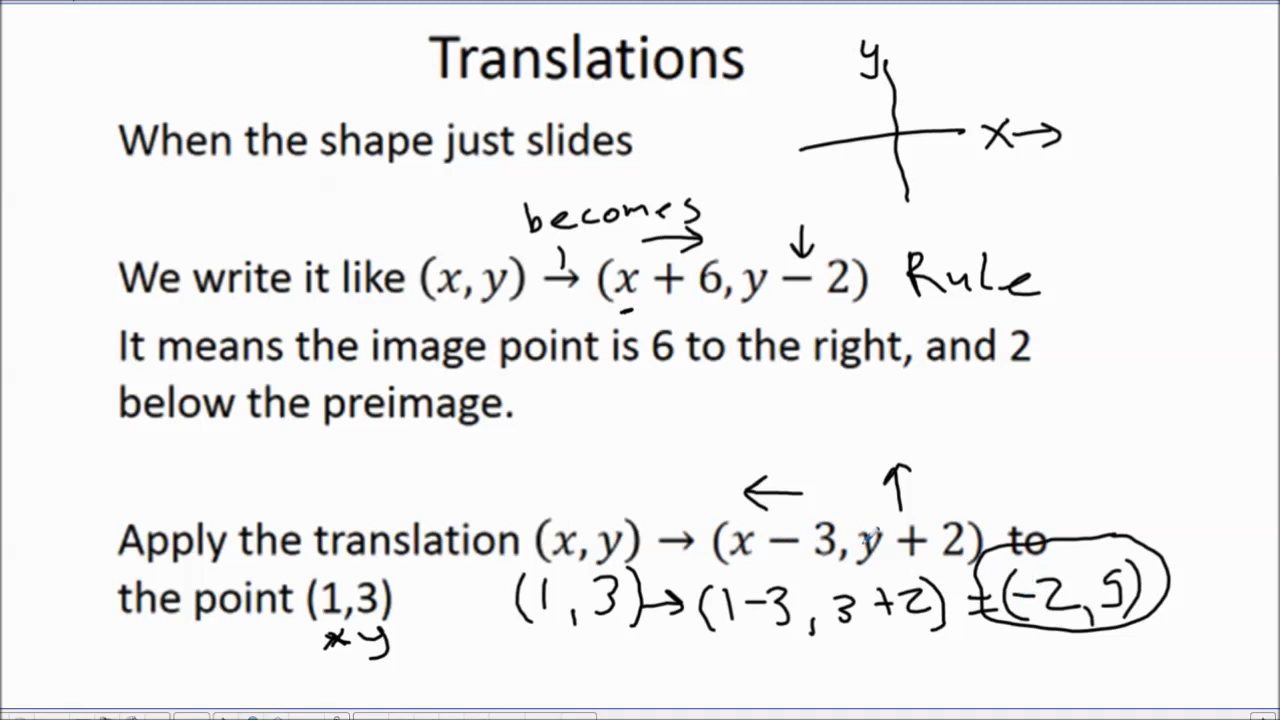 Translations
y
When the shape just slides
x →
becomes
We write it like (x, y) → (x + 6, y − 2) Rule
It means the image point is 6 to the right, and 2
below the preimage.
Apply the translation (x, y) → (x − 3, y + 2) to
the point (1,3) (1, 3) → (1-3, 3+2) = (-2, 5)
x y